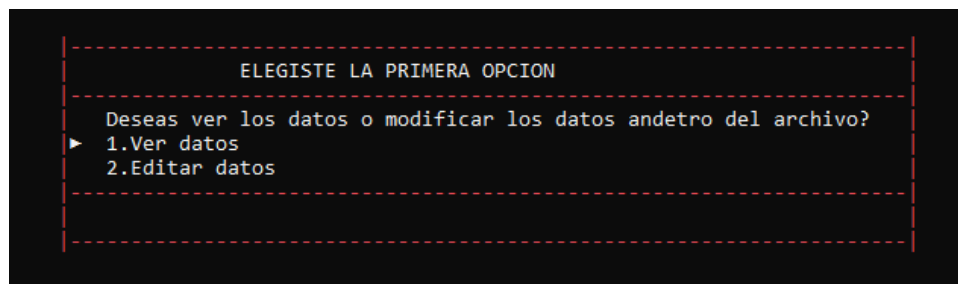 ELEGISTE LA PRIMERA OPCION
Deseas ver los datos o modificar los datos andetro del archivo?
► 1.Ver datos
2.Editar datos